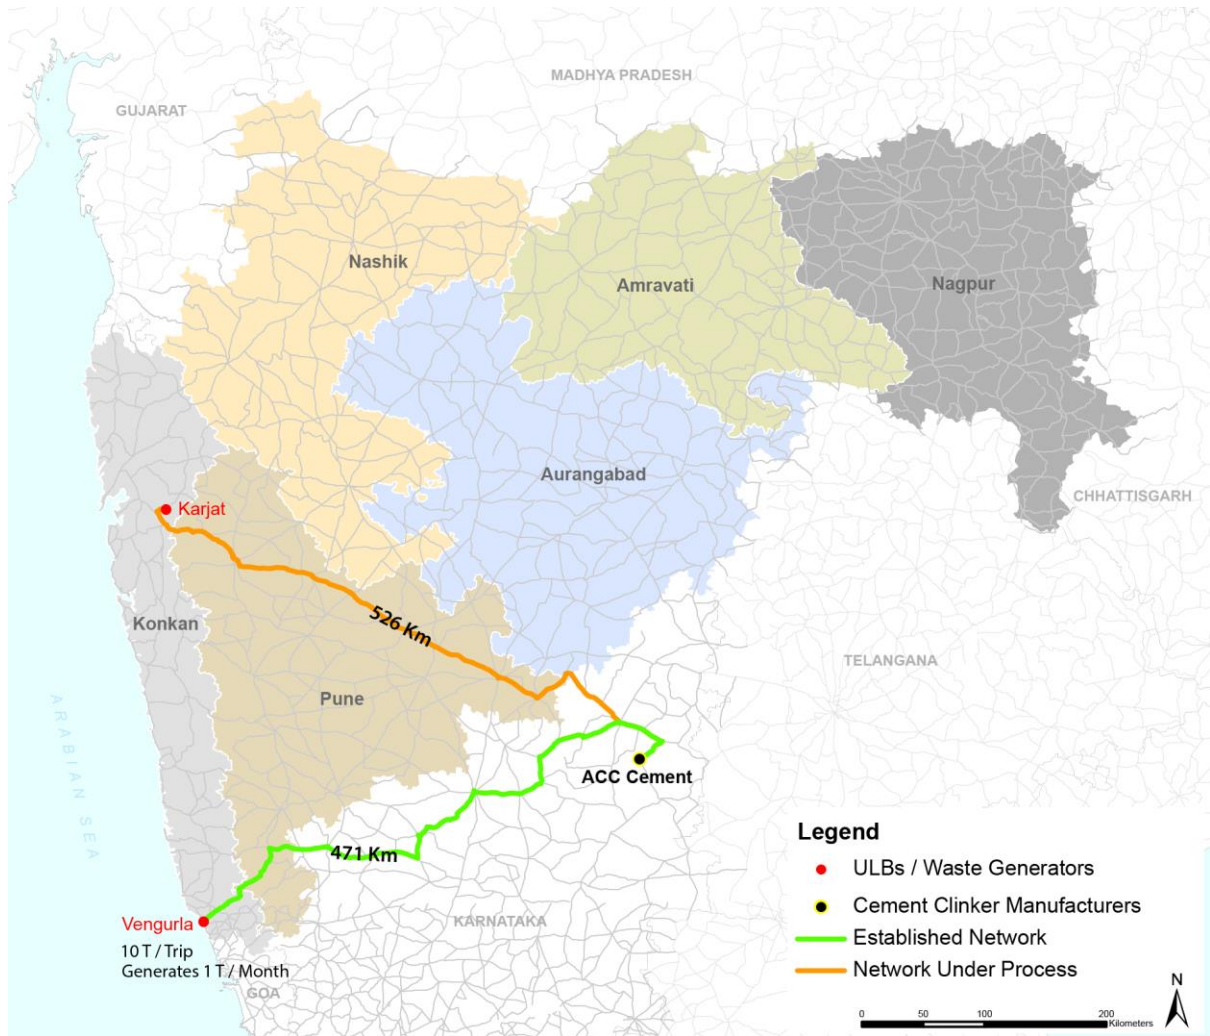 MADHYA PRADESH
GUJARAT
Nashik
Amravati
Nagpur
Aurangabad
CHHATTISGARH
Karjat
Konkan
526 Km
TELANGANA
Pune
ARABIAN SEA
ACC Cement
471 Km
Vengurla
10 T / Trip
Generates 1 T / Month
KARNATAKA
GOA
Legend
ULBs / Waste Generators
Cement Clinker Manufacturers
Established Network
Network Under Process
N
0 50 100 200
Kilometers